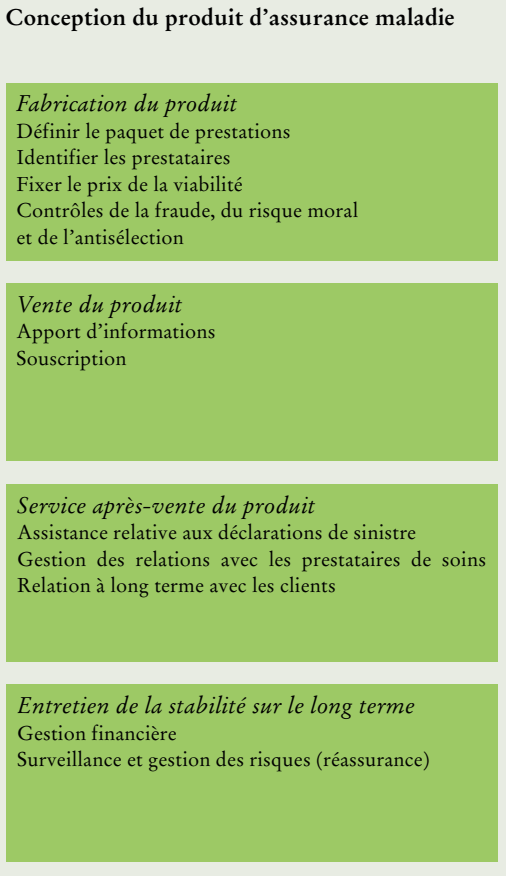 Conception du produit d’assurance maladie
Fabrication du produit
Définir le paquet de prestations
Identifier les prestataires
Fixer le prix de la viabilité
Contrôles de la fraude, du risque moral
et de l’antisélection
Vente du produit
Apport d’informations
Souscription
Service après-vente du produit
Assistance relative aux déclarations de sinistre
Gestion des relations avec les prestataires de soins
Relation à long terme avec les clients
Entretien de la stabilité sur le long terme
Gestion financière
Surveillance et gestion des risques (réassurance)